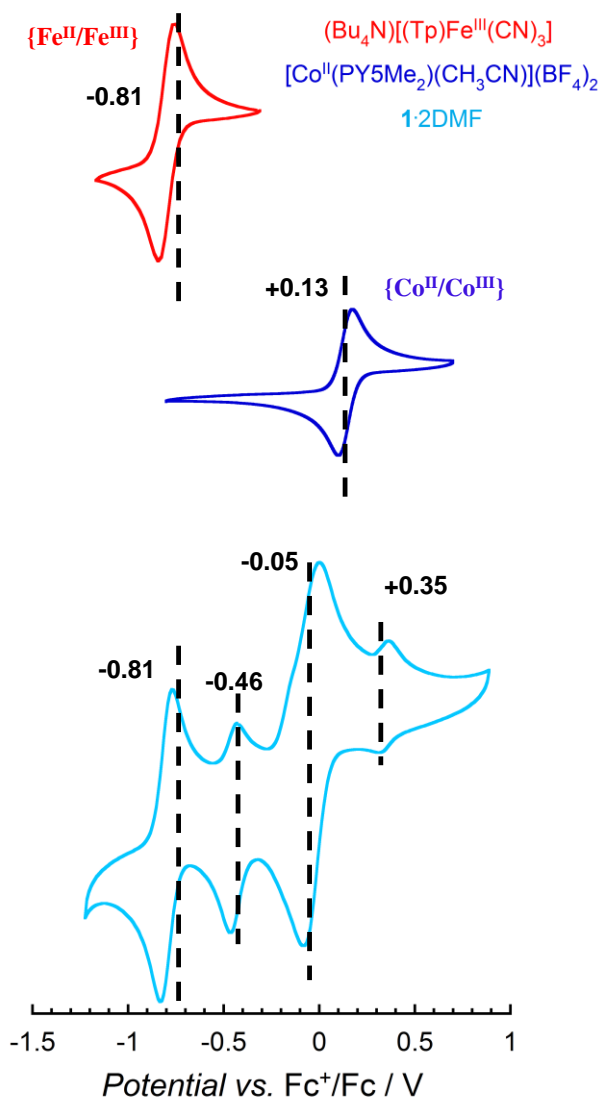 {Feᴵᴵ/Feᴵᴵᴵ}
(Bu₄N)[(Tp)Feᴵᴵᴵ(CN)₃]
[Coᴵᴵ(PY5Me₂)(CH₃CN)](BF₄)₂
1·2DMF
-0.81
+0.13
{Coᴵᴵ/Coᴵᴵᴵ}
-0.05
+0.35
-0.81
-0.46
-1.5 -1 -0.5 0 0.5 1
Potential vs. Fc⁺/Fc / V